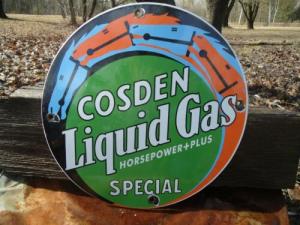 COSDEN
Liquid Gas
HORSEPOWER+PLUS
SPECIAL